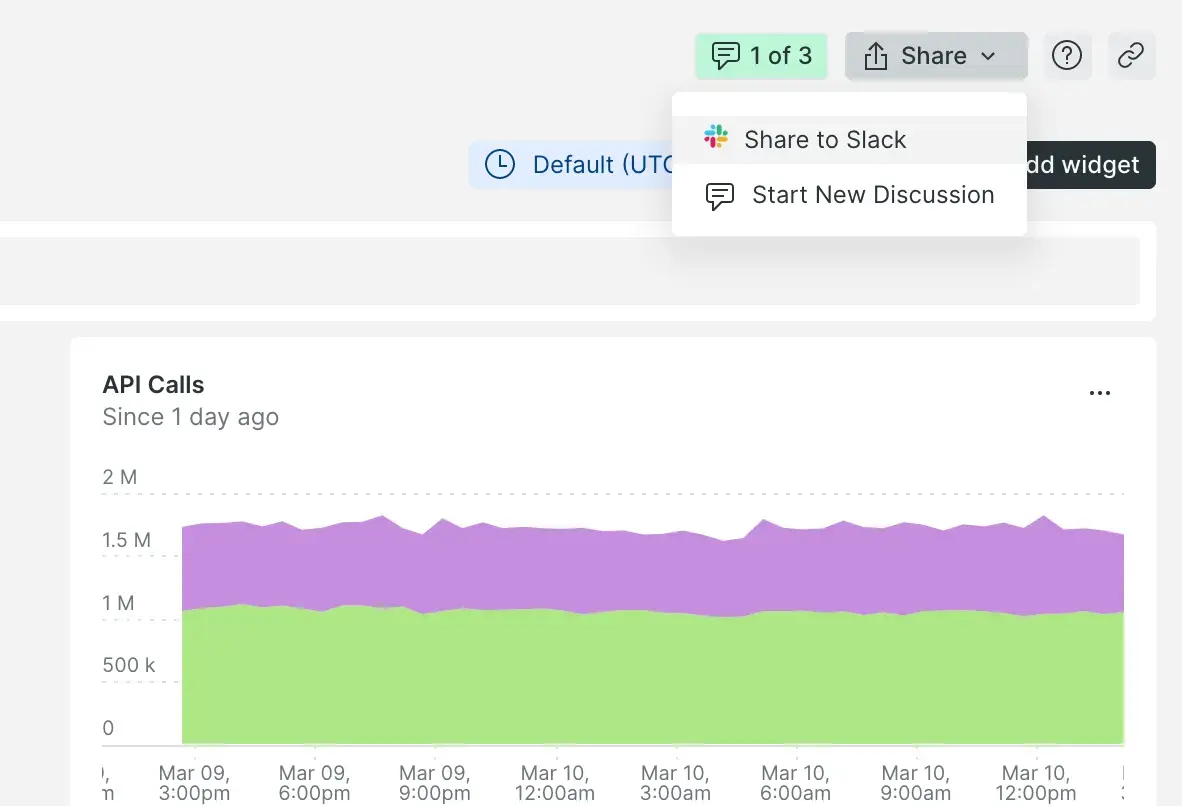 1 of 3
Share
Share to Slack
Start New Discussion
Default (UTC
dd widget
API Calls
Since 1 day ago
2 M
1.5 M
1 M
500 k
0
Mar 09,
3:00pm
Mar 09,
6:00pm
Mar 09,
9:00pm
Mar 10,
12:00am
Mar 10,
3:00am
Mar 10,
6:00am
Mar 10,
9:00am
Mar 10,
12:00pm